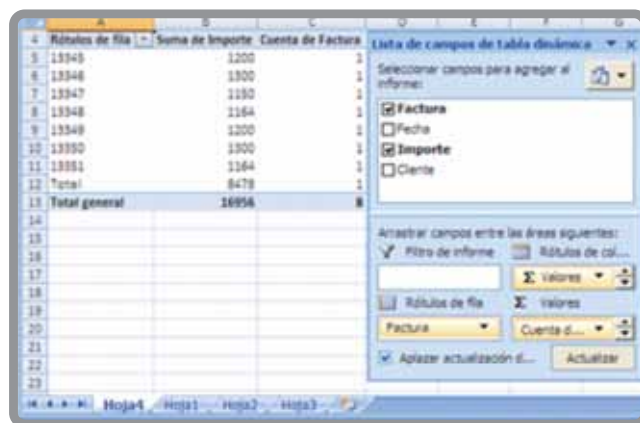 A B C D E F G
4 Rótulos de fila Suma de Importe Cuenta de Factura
5 13345 1200 1
6 13346 1300 1
7 13347 1150 1
8 13348 1164 1
9 13349 1200 1
10 13350 1300 1
11 13351 1164 1
12 Total 8478 1
13 Total general 16956 8
14
15
16
17
18
19
20
21
22
23
Hoja4 Hoja1 Hoja2 Hoja3
Lista de campos de tabla dinámica
Seleccionar campos para agregar al
informe:
Factura
Fecha
Importe
Cliente
Arrastrar campos entre las áreas siguientes:
Filtro de informe Rótulos de col...
Σ Valores
Rótulos de fila Σ Valores
Factura Cuenta d...
Aplazar actualización d... Actualizar